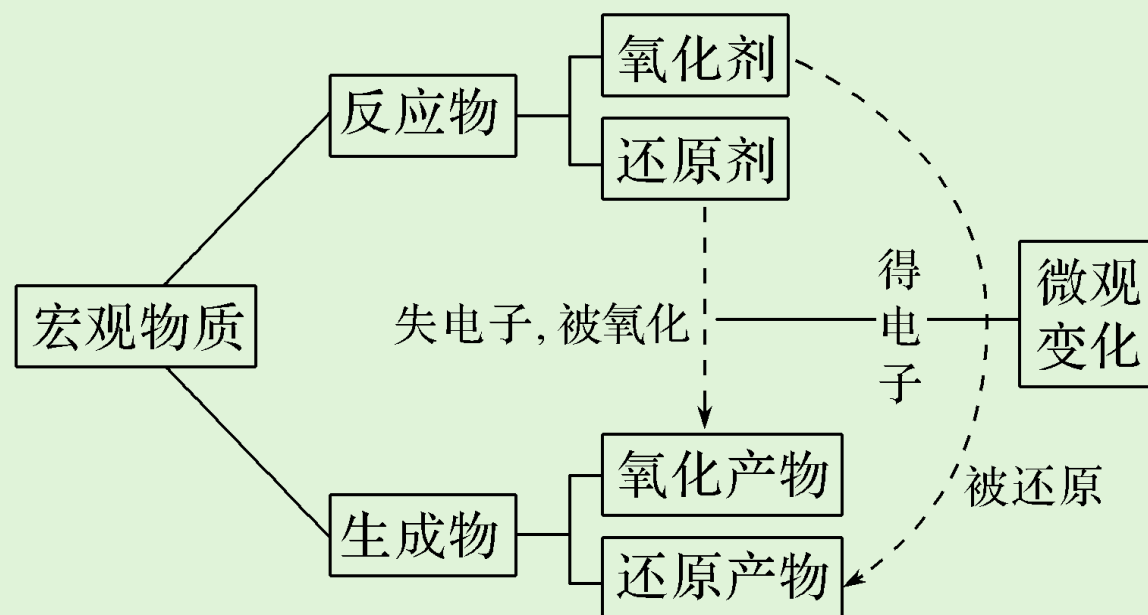 氧化剂
反应物
还原剂
得
电
子
微观
变化
宏观物质
失电子,被氧化
氧化产物
被还原
生成物
还原产物